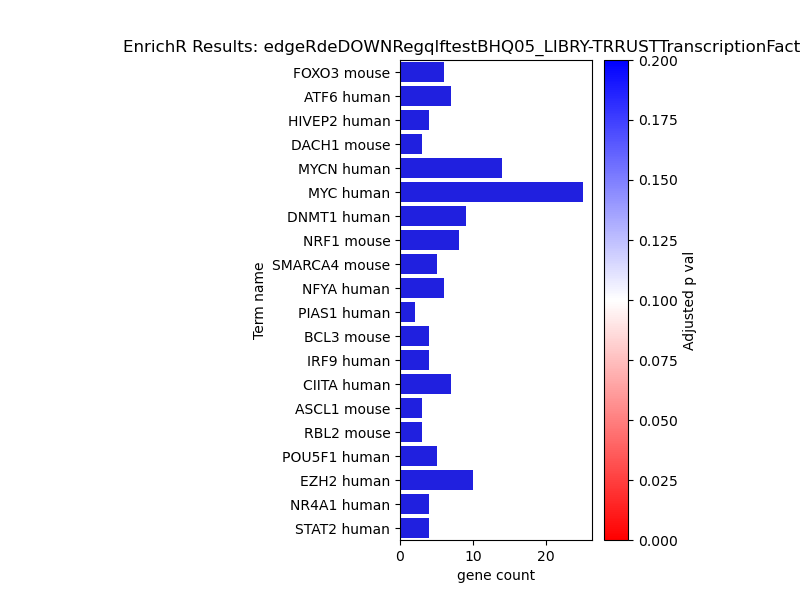 EnrichR Results: edgeRdeDOWNRegqlftestBHQ05_LIBRY-TRRUSTTranscriptionFact
FOXO3 mouse
ATF6 human
HIVEP2 human
DACH1 mouse
MYCN human
MYC human
DNMT1 human
NRF1 mouse
SMARCA4 mouse
NFYA human
PIAS1 human
BCL3 mouse
IRF9 human
CIITA human
ASCL1 mouse
RBL2 mouse
POU5F1 human
EZH2 human
NR4A1 human
STAT2 human
Term name
0 10 20
gene count
0.200
0.175
0.150
0.125
0.100
0.075
0.050
0.025
0.000
Adjusted p val